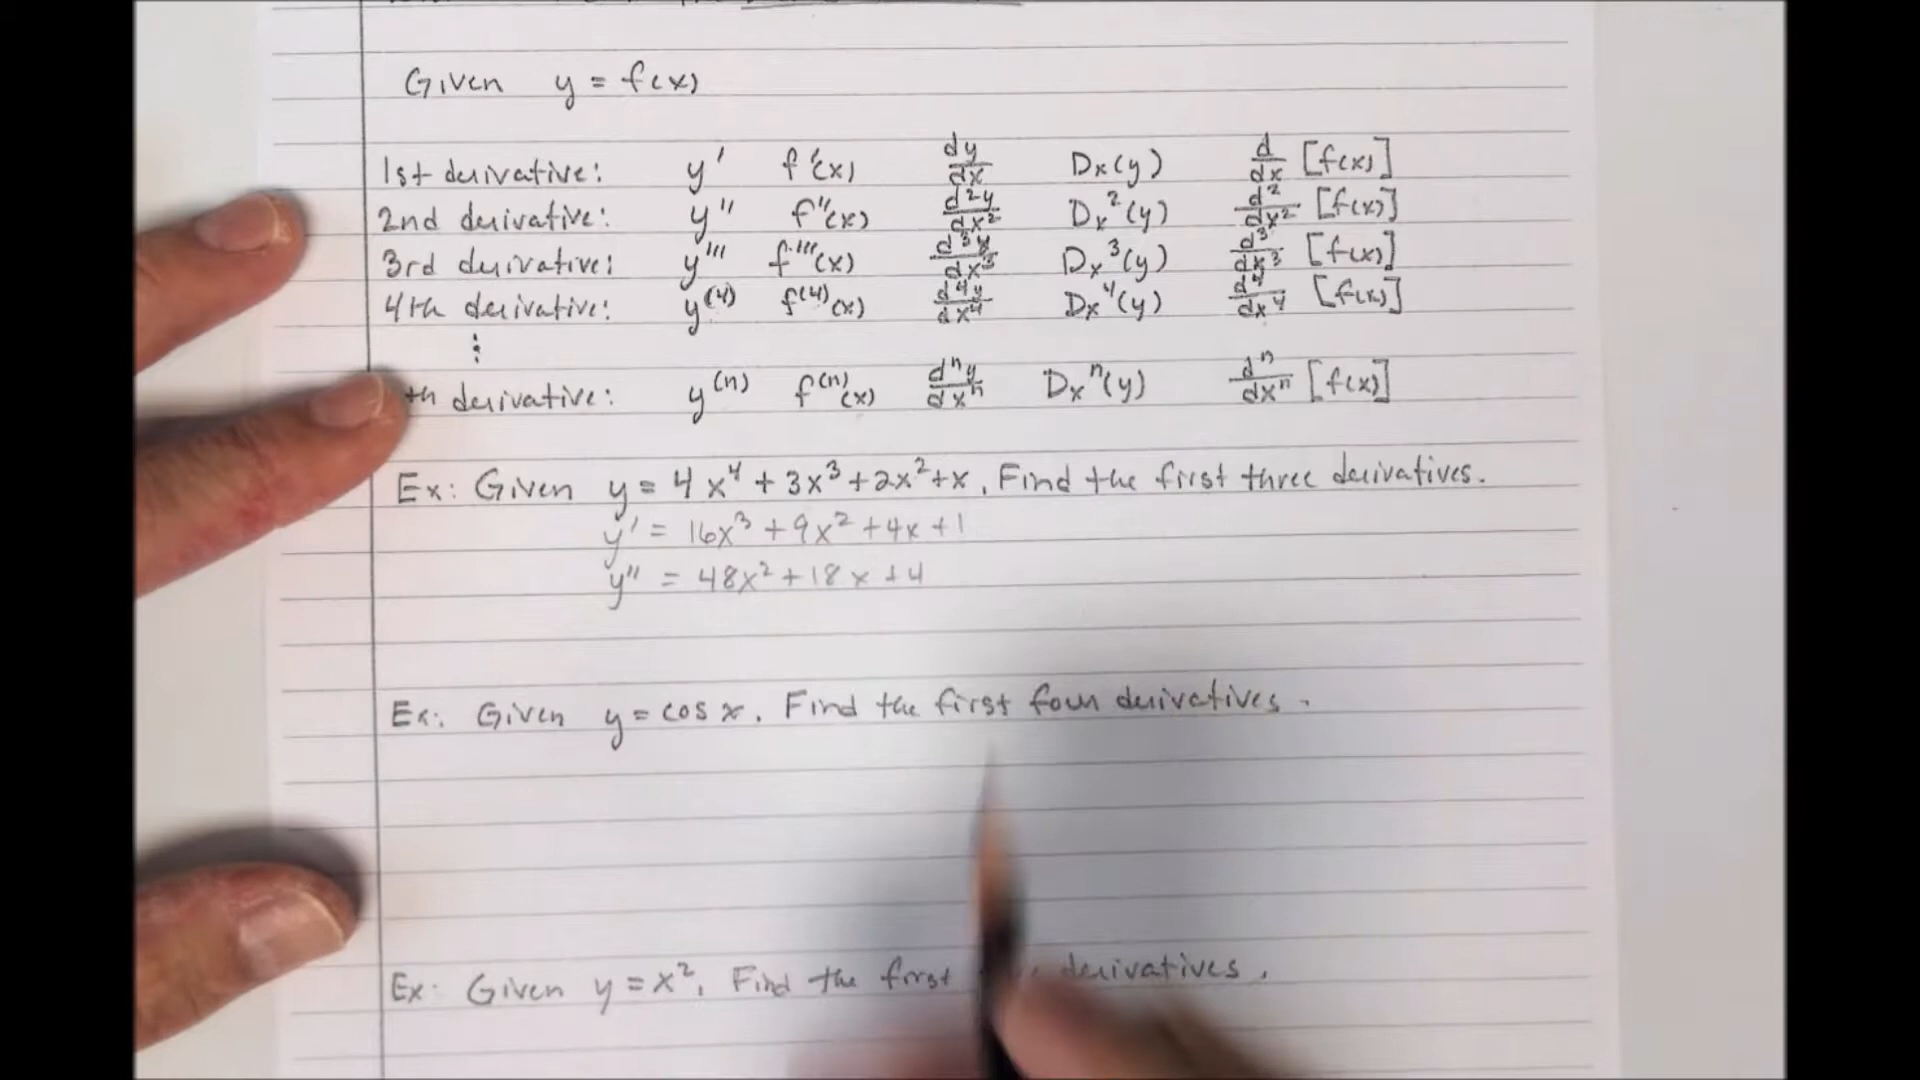 Given y = f(x)
1st derivative: y' f'(x) dy/dx Dx(y) d/dx [f(x)]
2nd derivative: y'' f''(x) d²y/dx² Dx²(y) d²/dx² [f(x)]
3rd derivative: y''' f'''(x) d³y/dx³ Dx³(y) d³/dx³ [f(x)]
4th derivative: y⁽⁴⁾ f⁽⁴⁾(x) d⁴y/dx⁴ Dx⁴(y) d⁴/dx⁴ [f(x)]
⋮
th derivative: y⁽ⁿ⁾ f⁽ⁿ⁾(x) dⁿy/dxⁿ Dxⁿ(y) dⁿ/dxⁿ [f(x)]
Ex: Given y = 4x⁴ + 3x³ + 2x² + x. Find the first three derivatives.
y' = 16x³ + 9x² + 4x + 1
y'' = 48x² + 18x + 4
Ex: Given y = cos x. Find the first four derivatives.
Ex: Given y = x². Find the first derivatives.